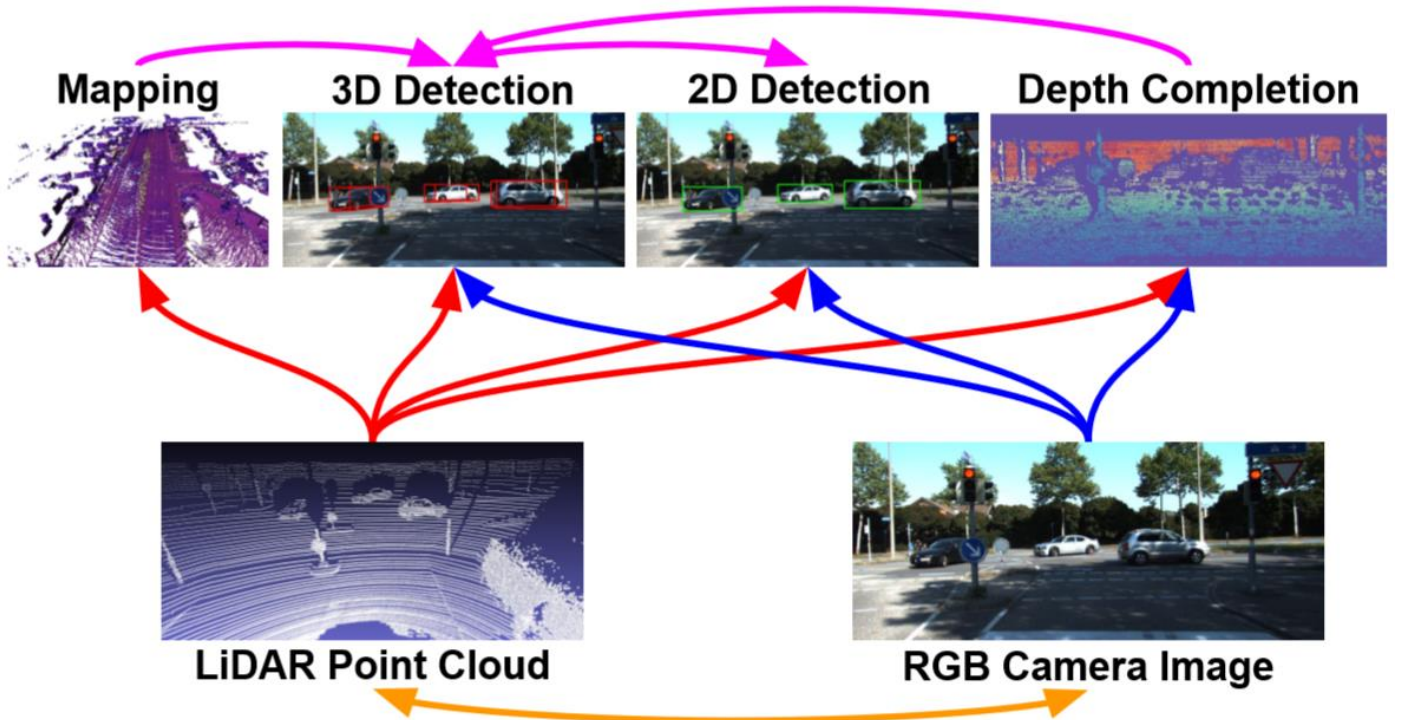 Mapping
3D Detection
2D Detection
Depth Completion
LiDAR Point Cloud
RGB Camera Image